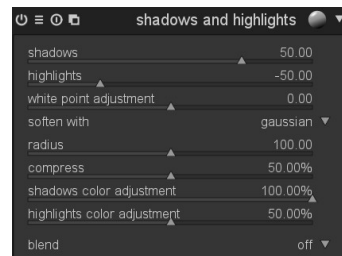 shadows and highlights
shadows 50.00
highlights -50.00
white point adjustment 0.00
soften with gaussian
radius 100.00
compress 50.00%
shadows color adjustment 100.00%
highlights color adjustment 50.00%
blend off